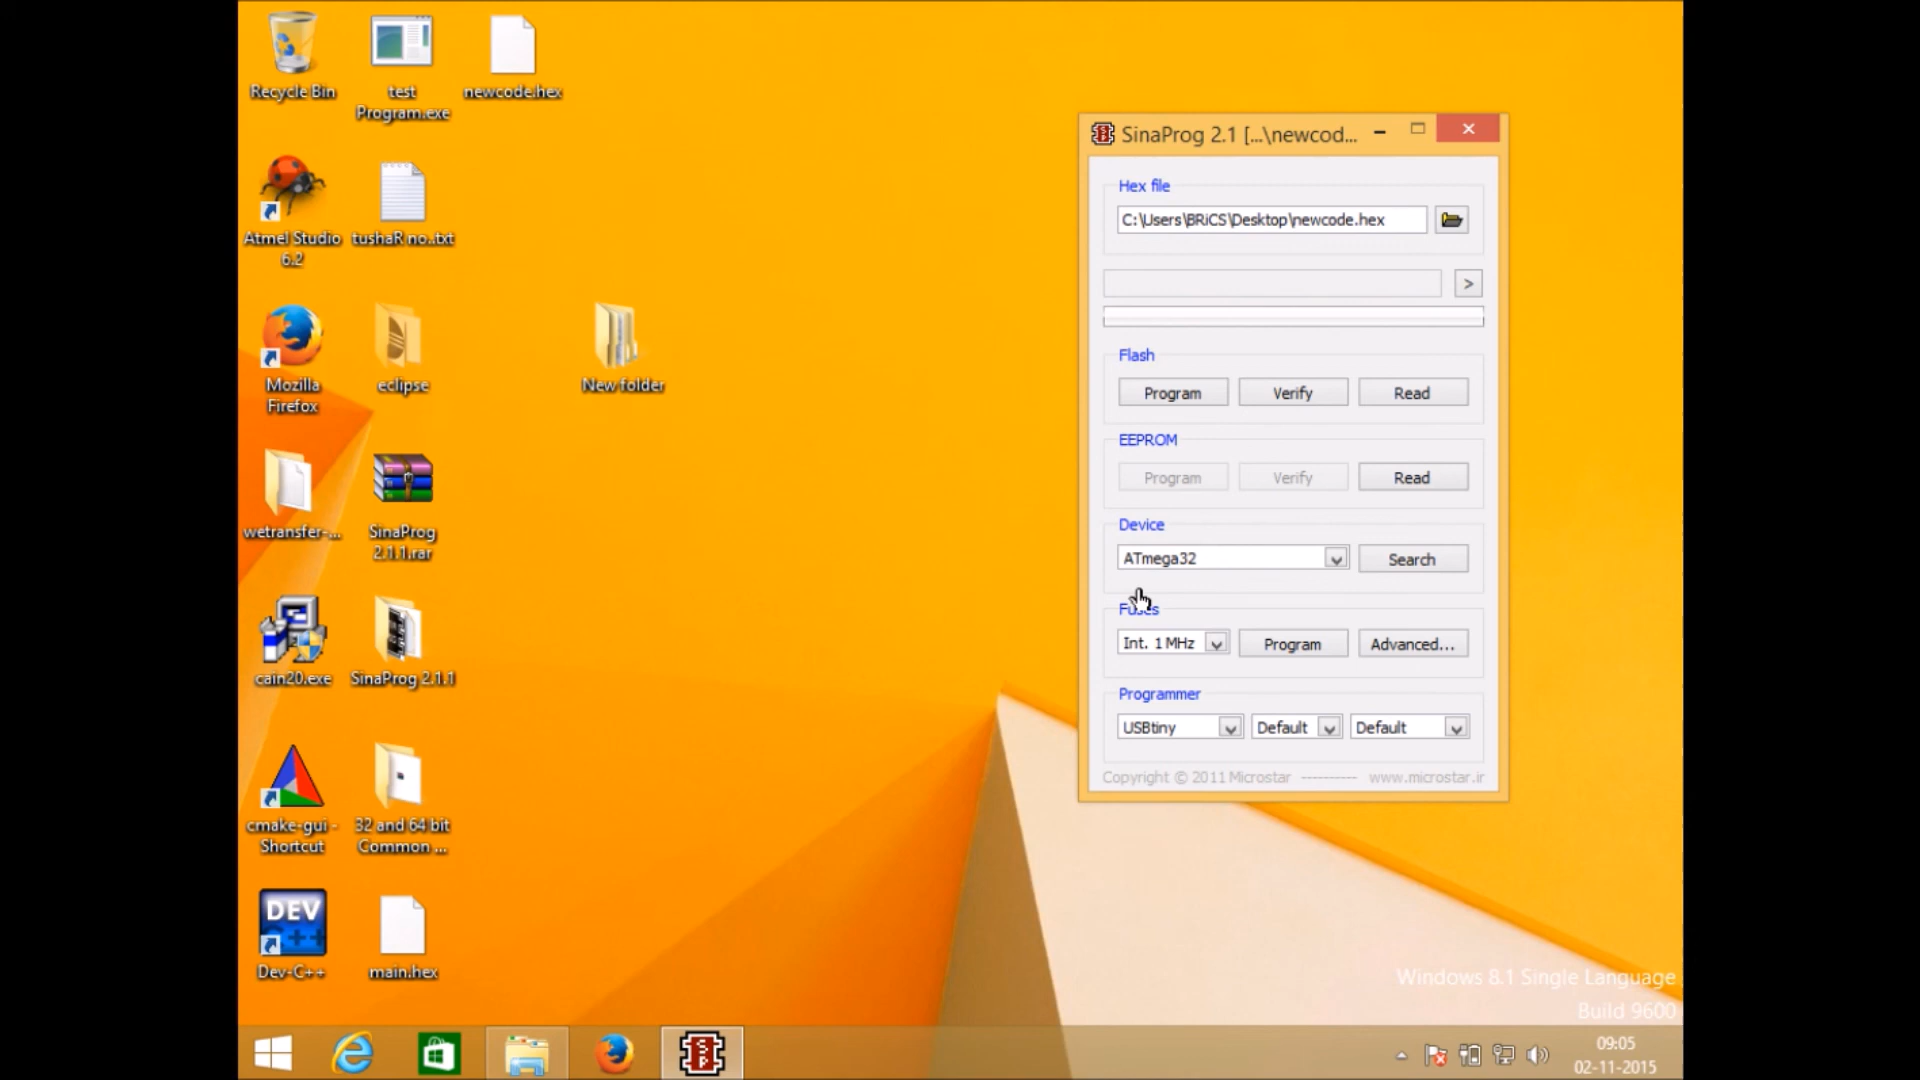 Recycle Bin
test
Program.exe
newcode.hex
Atmel Studio
6.2
tushaR no..txt
Mozilla
Firefox
eclipse
New folder
wetransfer-...
SinaProg
2.1.1.rar
cain20.exe
SinaProg 2.1.1
cmake-gui -
Shortcut
32 and 64 bit
Common ...
DEV
C++
Dev-C++
main.hex
SinaProg 2.1 [...\newcod...
Hex file
C:\Users\BRiCS\Desktop\newcode.hex
>
Flash
Program Verify Read
EEPROM
Program Verify Read
Device
ATmega32 Search
Fuses
Int. 1 MHz Program Advanced...
Programmer
USBtiny Default Default
Copyright © 2011 Microstar ---------- www.microstar.ir
Windows 8.1 Single Language
Build 9600
09:05
02-11-2015